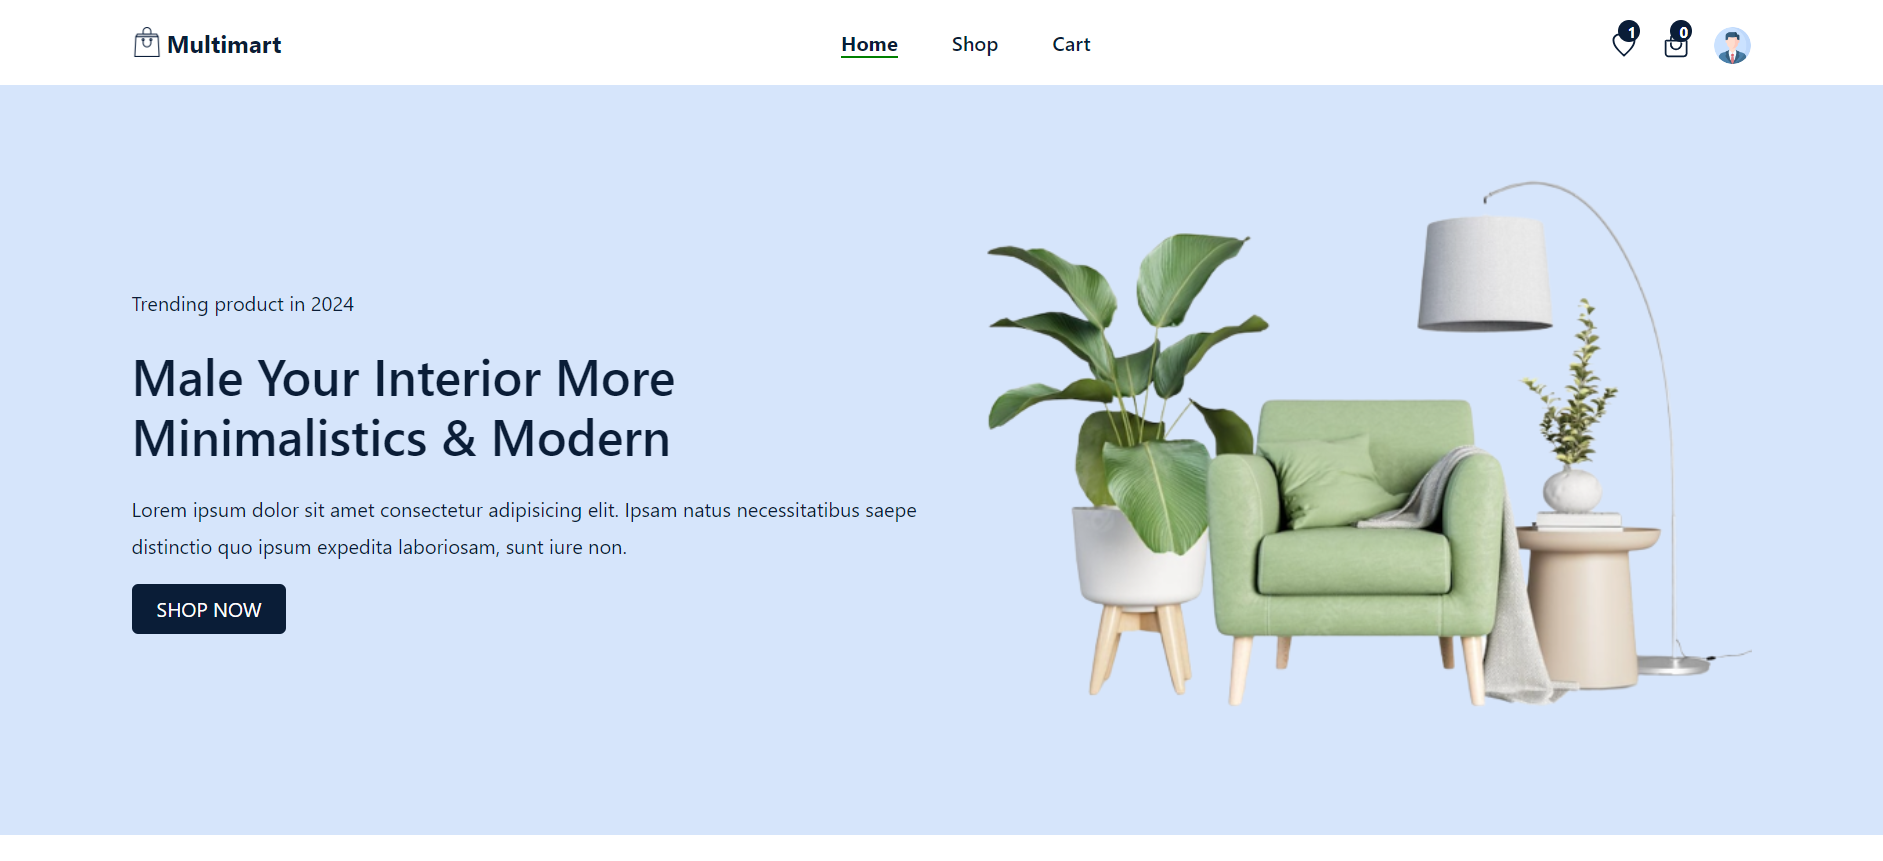 Multimart
Home
Shop
Cart
1
0
Trending product in 2024
Male Your Interior More
Minimalistics & Modern
Lorem ipsum dolor sit amet consectetur adipisicing elit. Ipsam natus necessitatibus saepe
distinctio quo ipsum expedita laboriosam, sunt iure non.
SHOP NOW